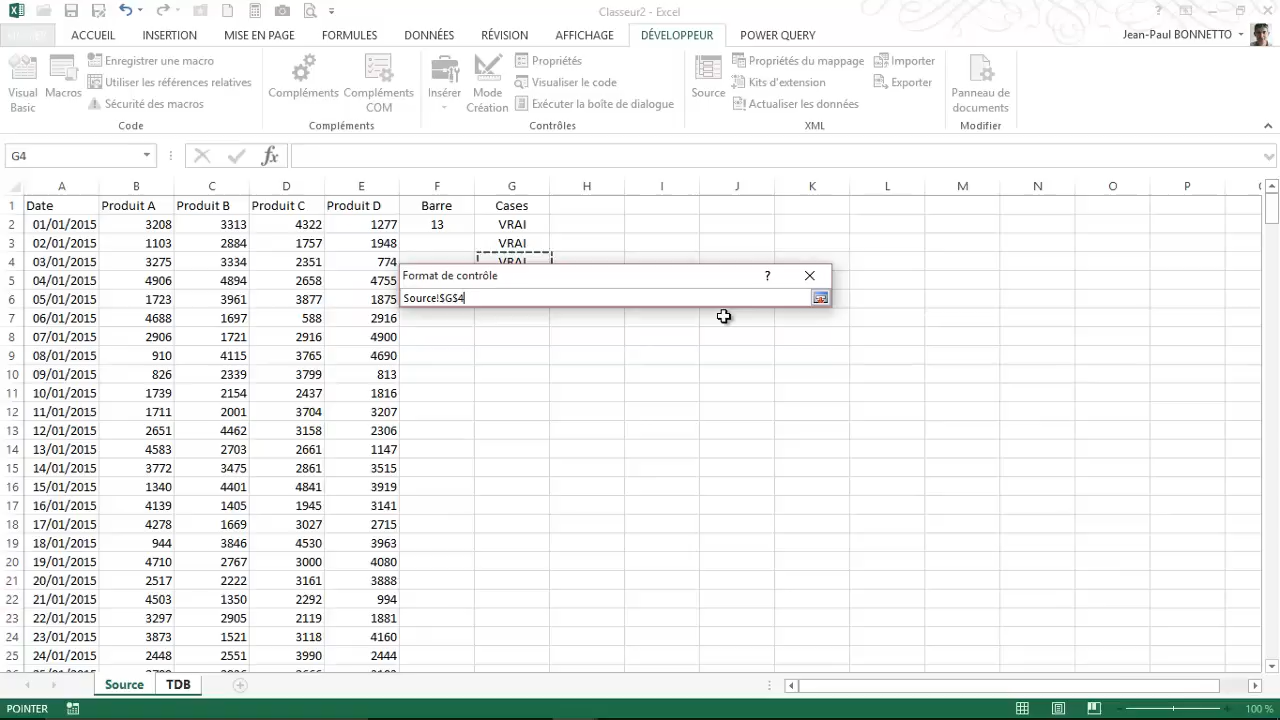 Classeur2 - Excel
ACCUEIL INSERTION MISE EN PAGE FORMULES DONNÉES RÉVISION AFFICHAGE DÉVELOPPEUR POWER QUERY Jean-Paul BONNETTO
Visual Basic
Macros
Enregistrer une macro
Utiliser les références relatives
Sécurité des macros
Code
Compléments
Compléments COM
Compléments
Insérer
Mode Création
Propriétés
Visualiser le code
Exécuter la boîte de dialogue
Contrôles
Source
Propriétés du mappage
Kits d'extension
Actualiser les données
Importer
Exporter
XML
Panneau de documents
Modifier
G4 fx
A B C D E F G H I J K L M N O P
1 Date Produit A Produit B Produit C Produit D Barre Cases
2 01/01/2015 3208 3313 4322 1277 13 VRAI
3 02/01/2015 1103 2884 1757 1948 VRAI
4 03/01/2015 3275 3334 2351 774 VRAI
5 04/01/2015 4906 4894 2658 4755
6 05/01/2015 1723 3961 3877 1875
7 06/01/2015 4688 1697 588 2916
8 07/01/2015 2906 1721 2916 4900
9 08/01/2015 910 4115 3765 4690
10 09/01/2015 826 2339 3799 813
11 10/01/2015 1739 2154 2437 1816
12 11/01/2015 1711 2001 3704 3207
13 12/01/2015 2651 4462 3158 2306
14 13/01/2015 4583 2703 2661 1147
15 14/01/2015 3772 3475 2861 3515
16 15/01/2015 1340 4401 4841 3919
17 16/01/2015 4139 1405 1945 3141
18 17/01/2015 4278 1669 3027 2715
19 18/01/2015 944 3846 4530 3963
20 19/01/2015 4710 2767 3000 4080
21 20/01/2015 2517 2222 3161 3888
22 21/01/2015 4503 1350 2292 994
23 22/01/2015 3297 2905 2119 1881
24 23/01/2015 3873 1521 3118 4160
25 24/01/2015 2448 2551 3990 2444
Format de contrôle ?
Source!$G$4
Source TDB
POINTER 100 %